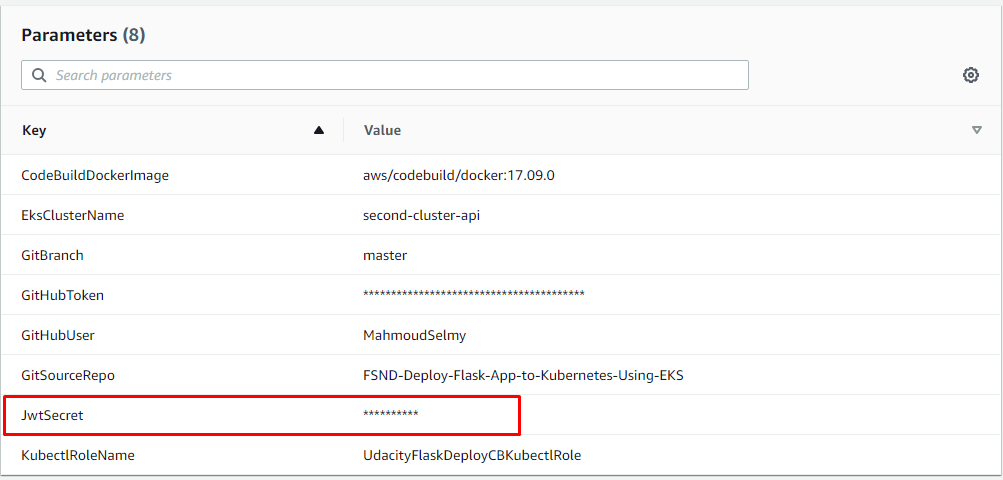 Parameters (8)
Search parameters
Key Value
CodeBuildDockerImage aws/codebuild/docker:17.09.0
EksClusterName second-cluster-api
GitBranch master
GitHubToken ****************************************
GitHubUser MahmoudSelmy
GitSourceRepo FSND-Deploy-Flask-App-to-Kubernetes-Using-EKS
JwtSecret **********
KubectlRoleName UdacityFlaskDeployCBKubectlRole